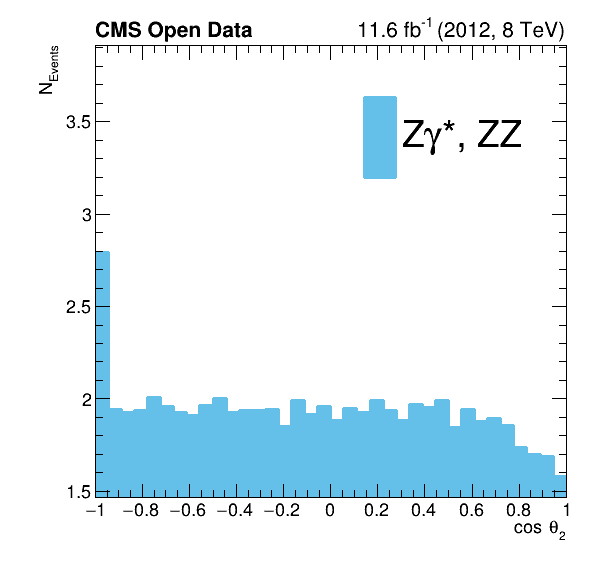 CMS Open Data 11.6 fb⁻¹ (2012, 8 TeV)
N_Events
Zγ*, ZZ
3.5
3
2.5
2
1.5
−1 −0.8 −0.6 −0.4 −0.2 0 0.2 0.4 0.6 0.8 1
cos θ₂